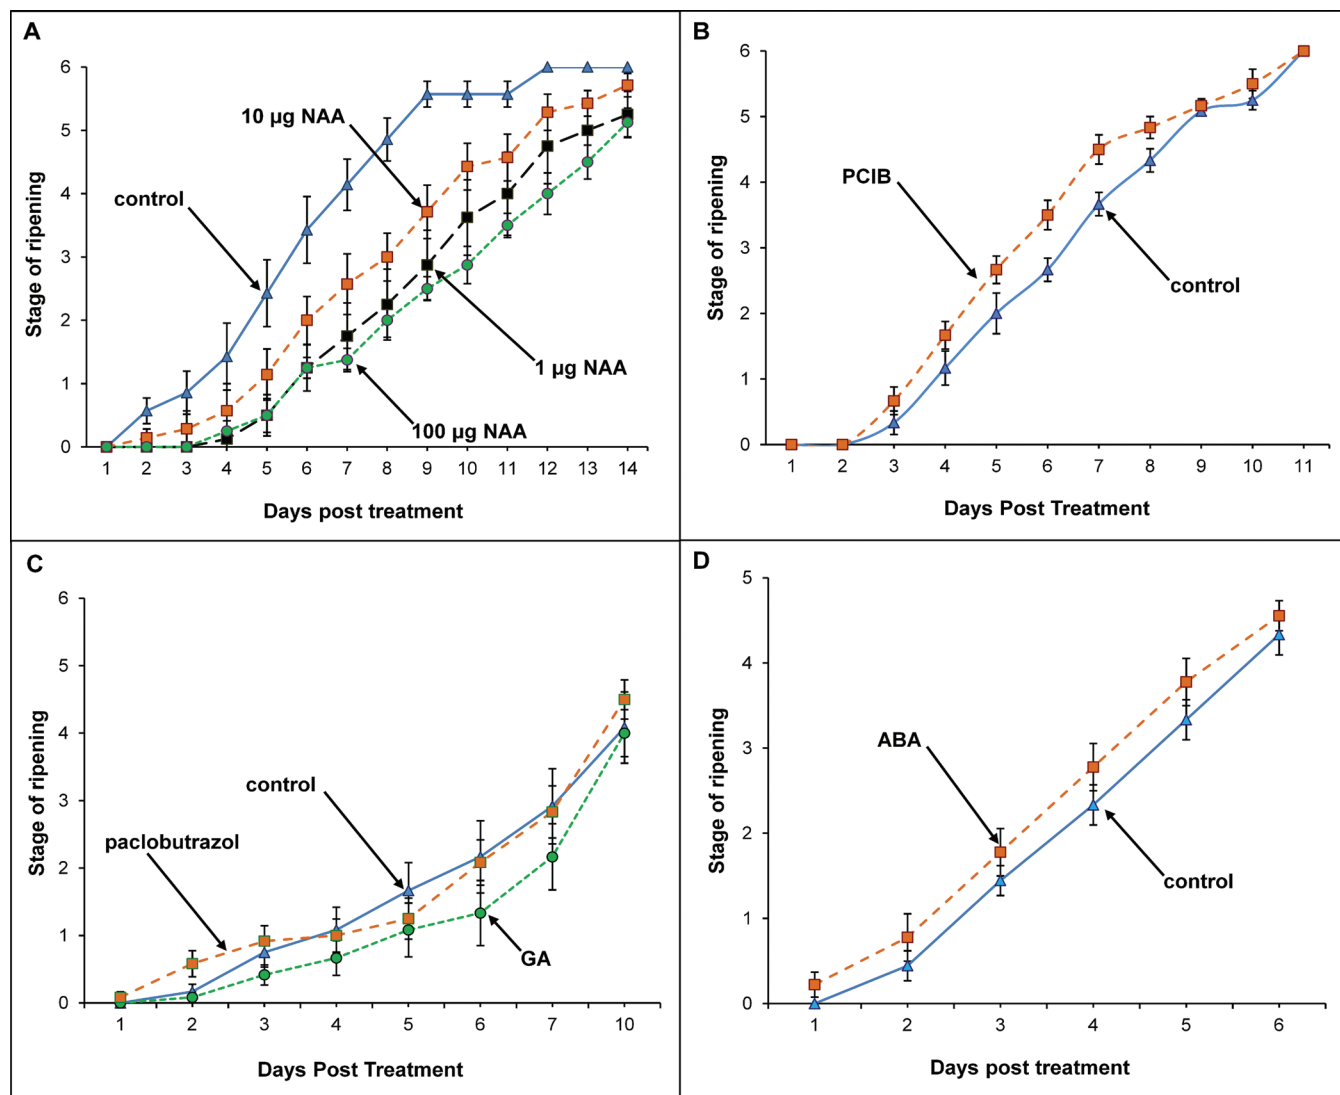 A
6
5
4
3
2
1
0
Stage of ripening
control
10 µg NAA
1 µg NAA
100 µg NAA
1 2 3 4 5 6 7 8 9 10 11 12 13 14
Days post treatment
B
6
5
4
3
2
1
0
Stage of ripening
PCIB
control
1 2 3 4 5 6 7 8 9 10 11
Days Post Treatment
C
6
5
4
3
2
1
0
Stage of ripening
control
paclobutrazol
GA
1 2 3 4 5 6 7 10
Days Post Treatment
D
5
4
3
2
1
0
Stage of ripening
ABA
control
1 2 3 4 5 6
Days post treatment